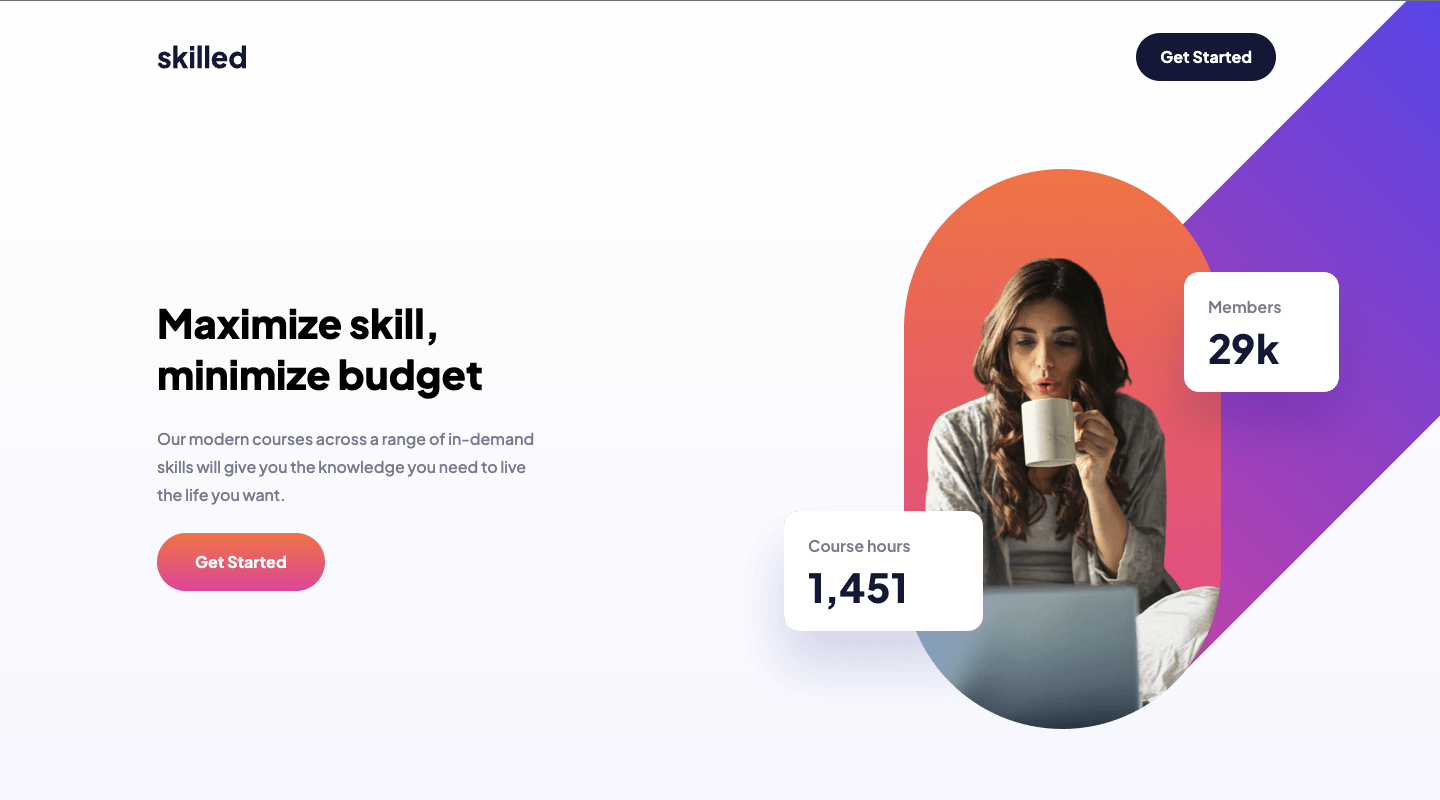 skilled
Get Started
Maximize skill,
minimize budget
Our modern courses across a range of in-demand
skills will give you the knowledge you need to live
the life you want.
Get Started
Members
29k
Course hours
1,451